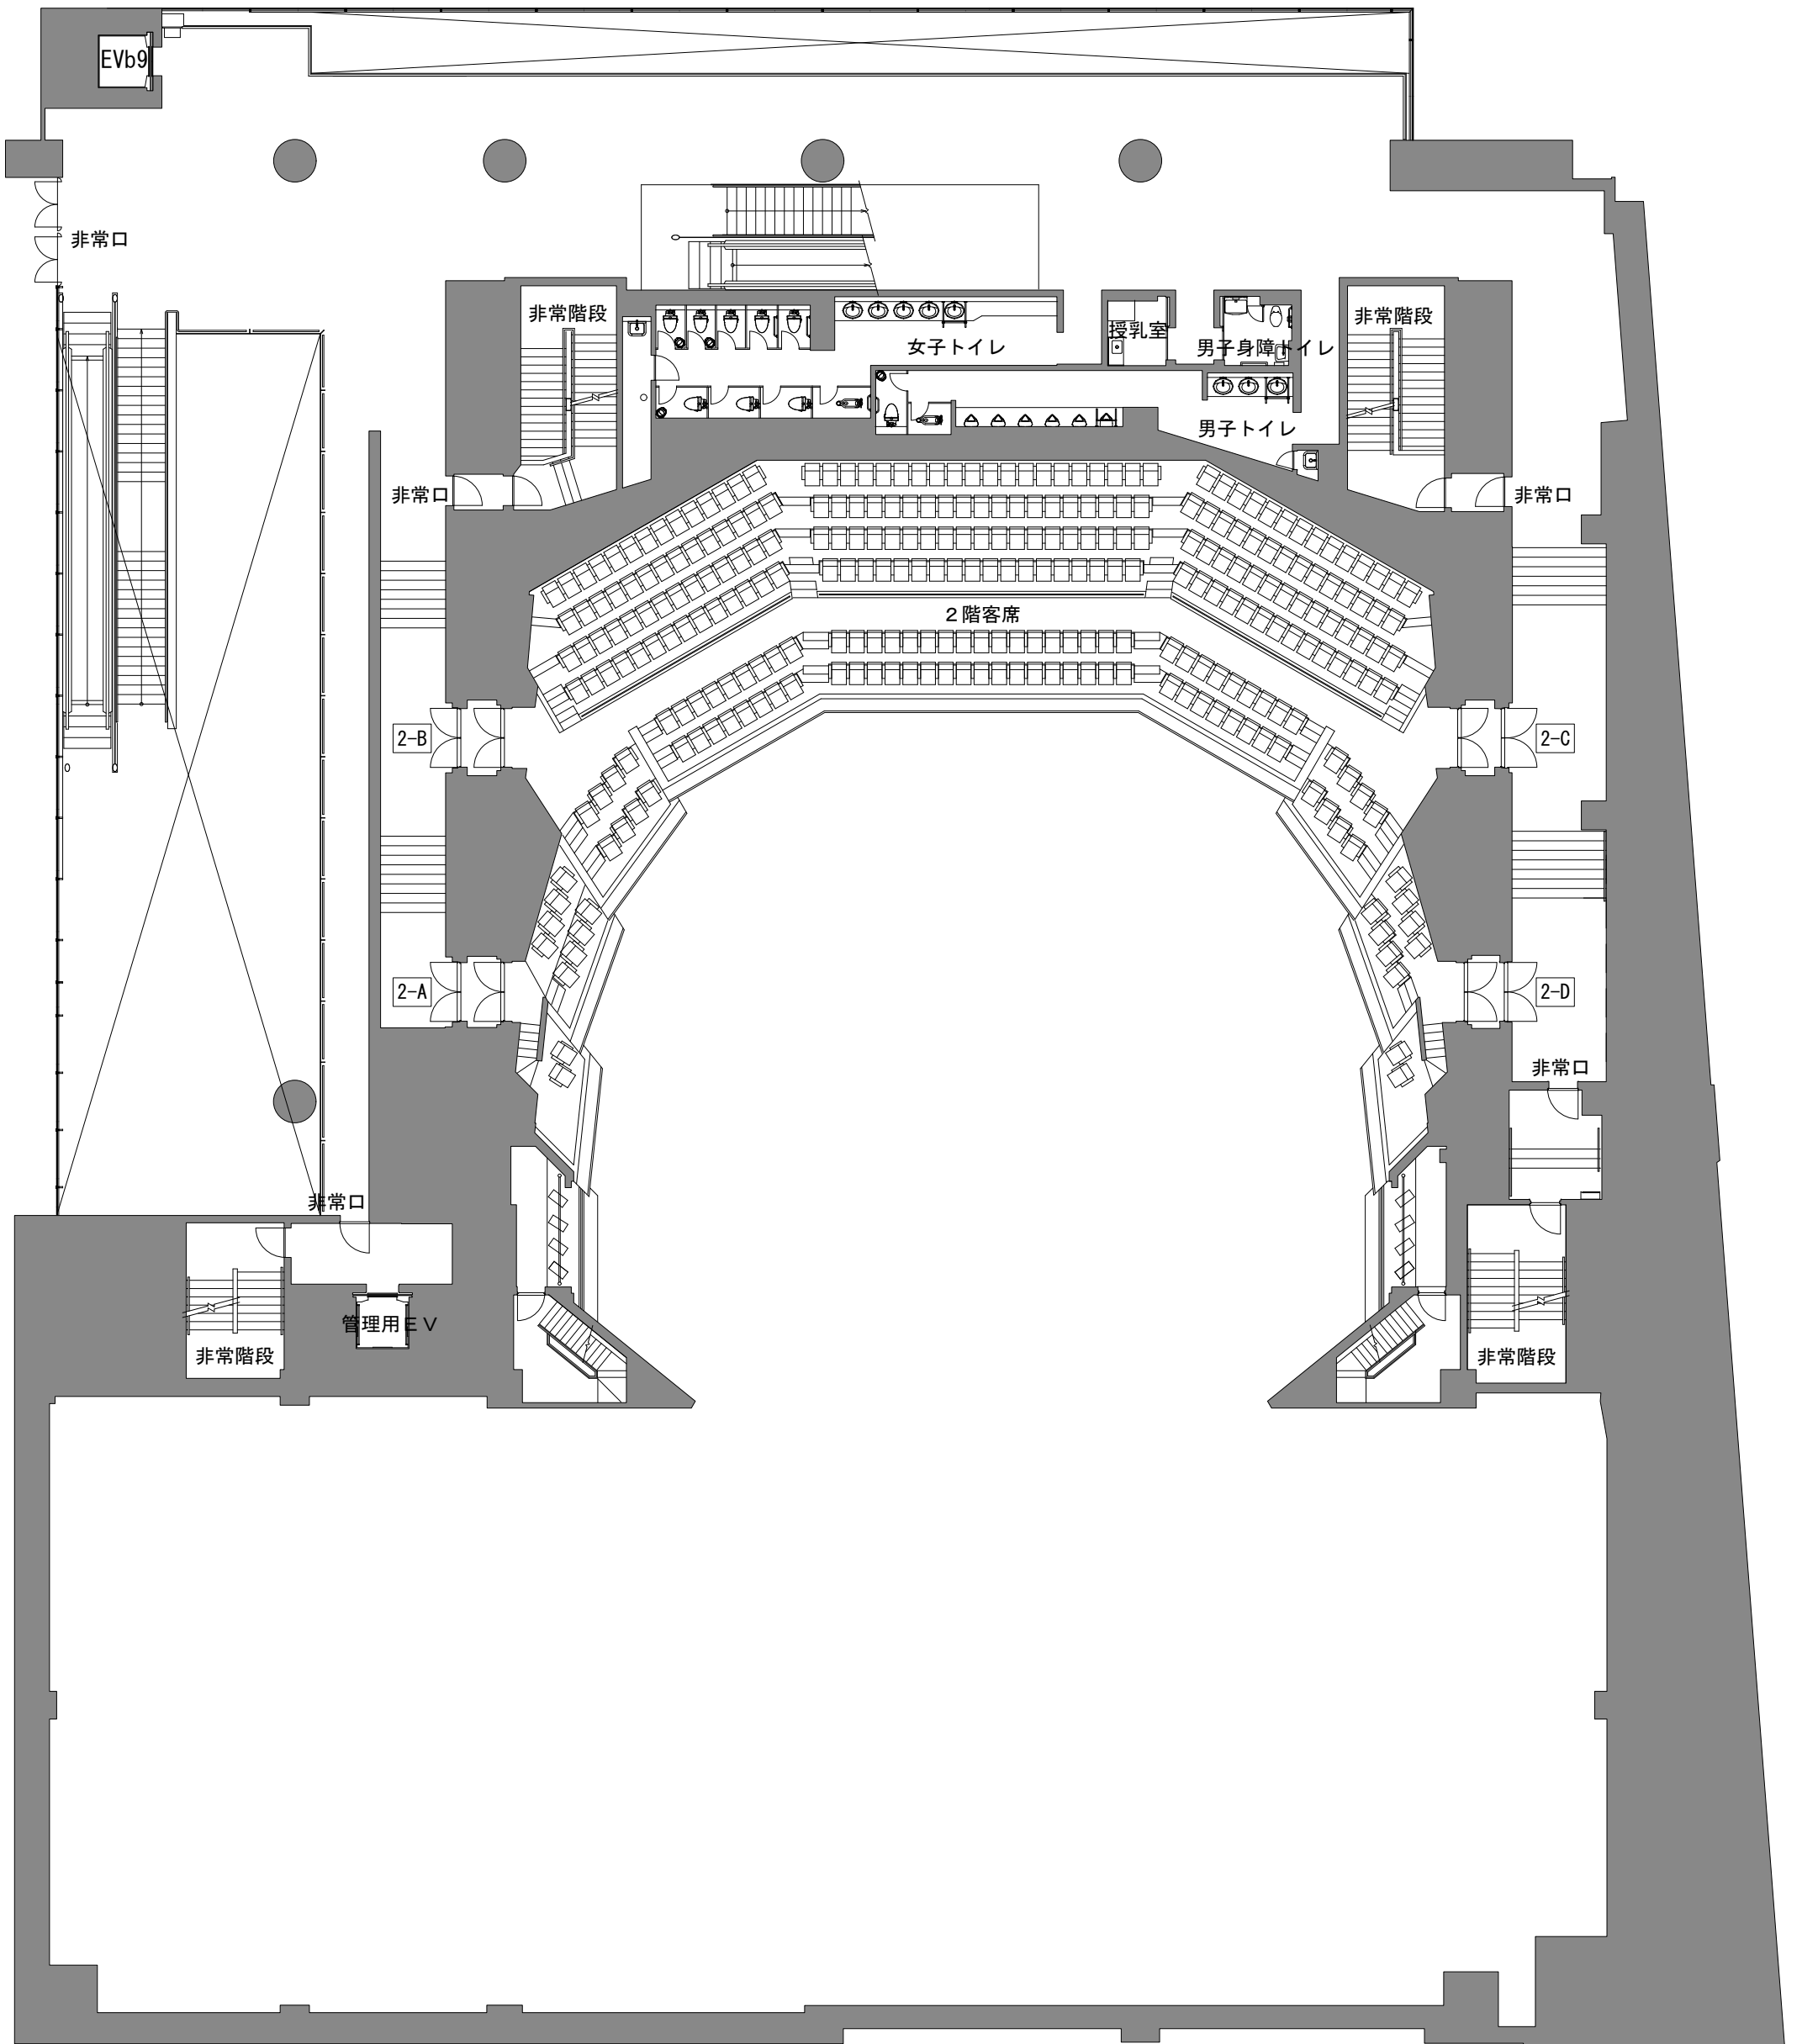 EVb9
非常口
非常階段
女子トイレ
授乳室
男子身障トイレ
非常階段
男子トイレ
非常口
非常口
２階客席
2-B
2-C
2-A
2-D
非常口
非常口
管理用ＥＶ
非常階段
非常階段